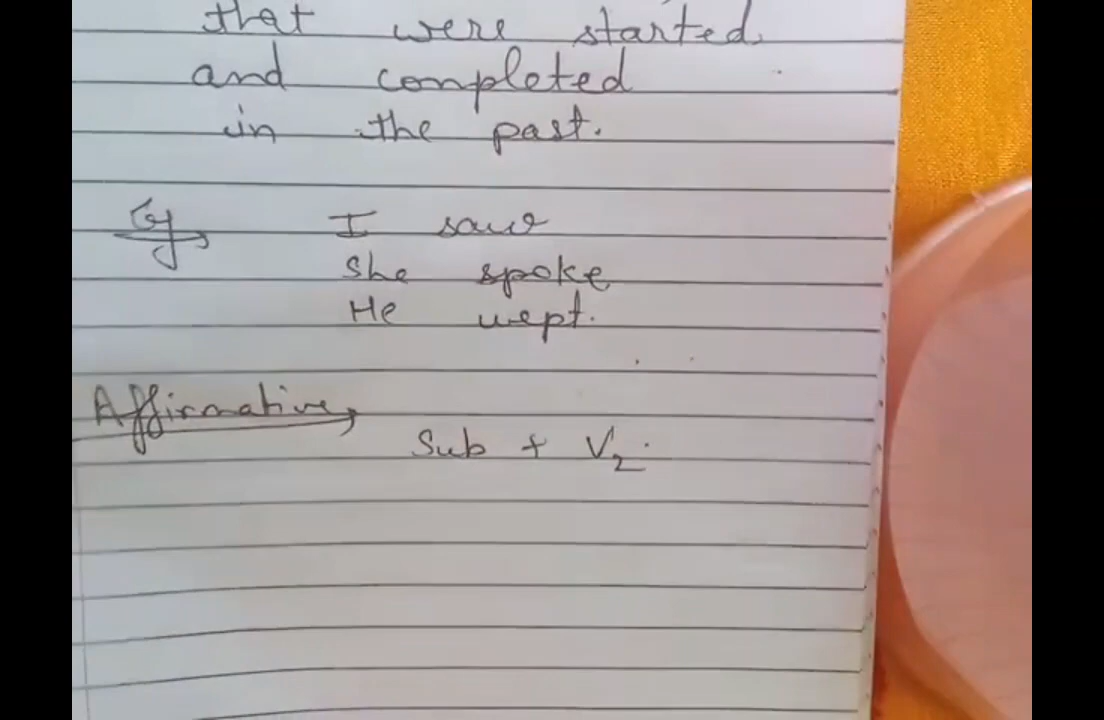 that were started
and completed
in the past.
Eg, I saw
She spoke
He wept.
Affirmative,
Sub + V₂.